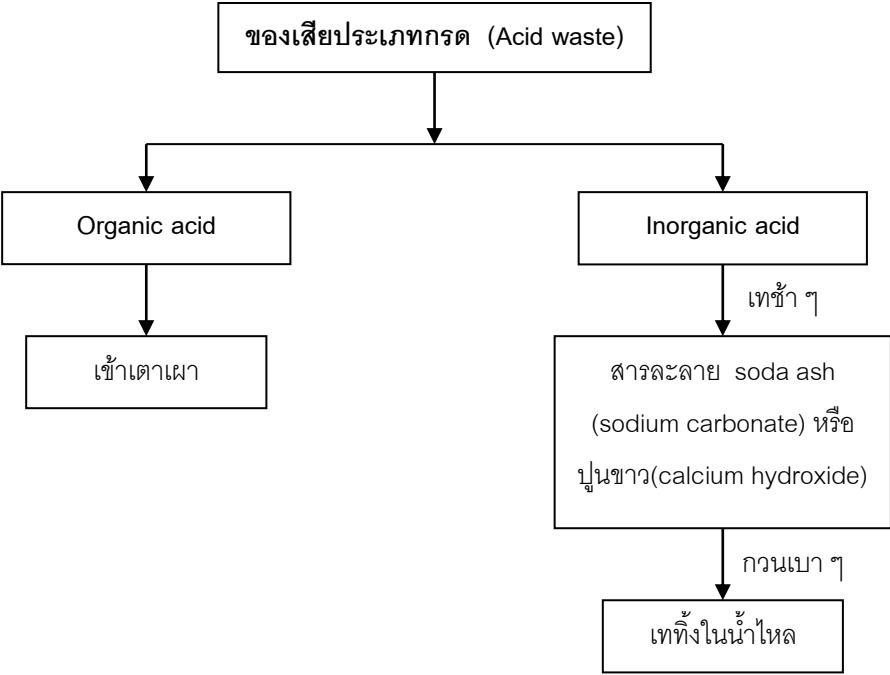 ของเสียประเภทกรด (Acid waste)
Organic acid
Inorganic acid
เทช้า ๆ
เข้าเตาเผา
สารละลาย soda ash
(sodium carbonate) หรือ
ปูนขาว(calcium hydroxide)
กวนเบา ๆ
เททิ้งในน้ำไหล